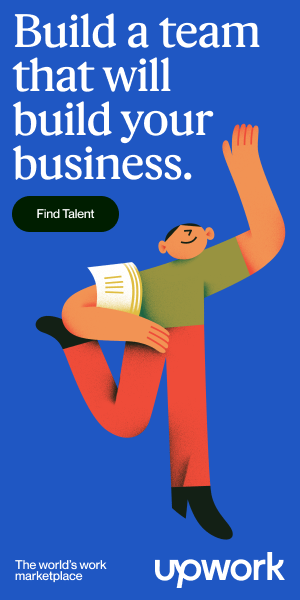 Build a team
that will
build your
business.
Find Talent
The world's work
marketplace
upwork